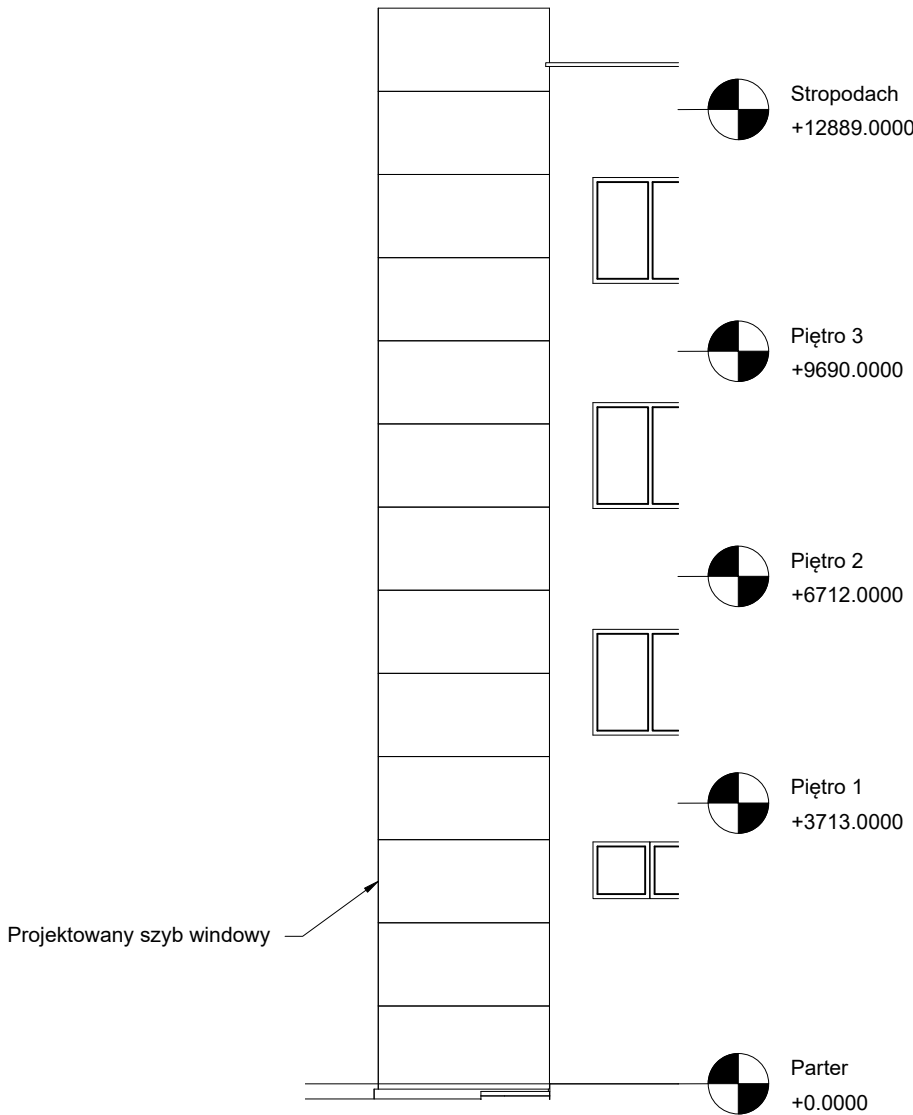 Stropodach
+12889.0000
Piętro 3
+9690.0000
Piętro 2
+6712.0000
Piętro 1
+3713.0000
Projektowany szyb windowy
Parter
+0.0000